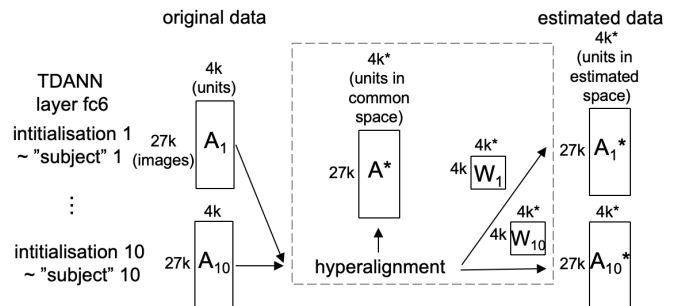 original data
estimated data
TDANN
layer fc6
intitialisation 1
~ "subject" 1
⋮
intitialisation 10
~ "subject" 10
4k
(units)
27k
(images)
A1
4k
27k
A10
4k*
(units in
common
space)
27k
A*
hyperalignment
4k*
4k
W1
4k*
4k
W10
4k*
(units in
estimated
space)
27k
A1*
4k*
27k
A10*